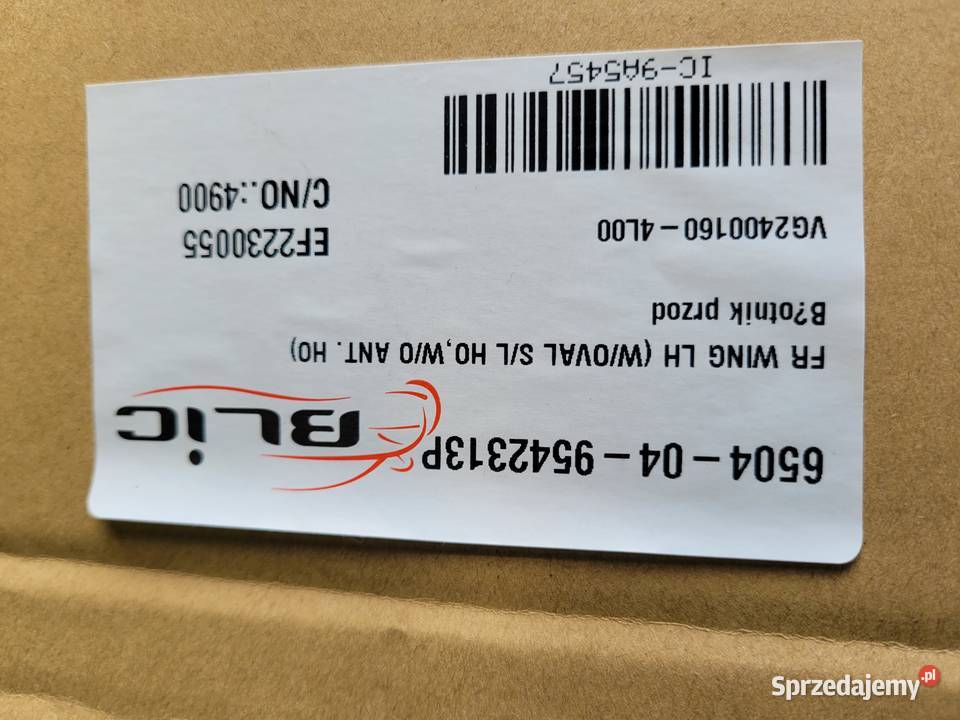 6504-04-9542313P
BLiC
FR WING LH (W/OVAL S/L HO,W/O ANT. HO)
B?otnik przod
VG2400160-4L00
EF2230055
C/NO.:4900
IC-9A5457
Sprzedajemy.pl